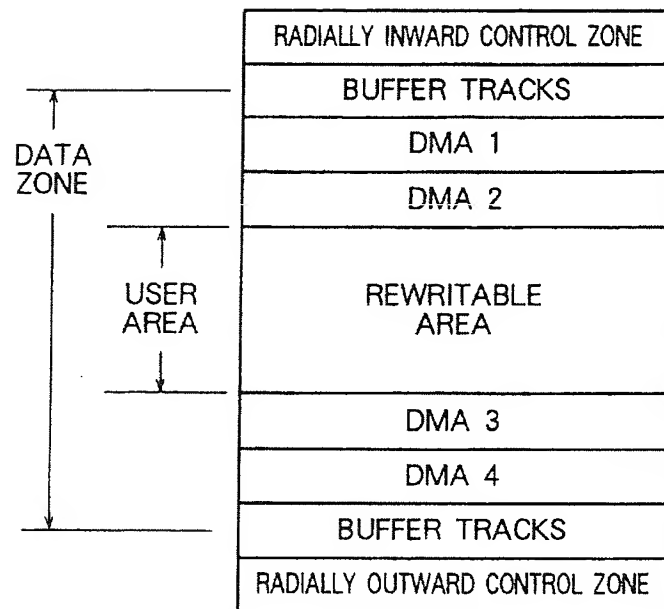 RADIALLY INWARD CONTROL ZONE
BUFFER TRACKS
DMA 1
DATA
ZONE
DMA 2
USER
AREA
REWRITABLE
AREA
DMA 3
DMA 4
BUFFER TRACKS
RADIALLY OUTWARD CONTROL ZONE